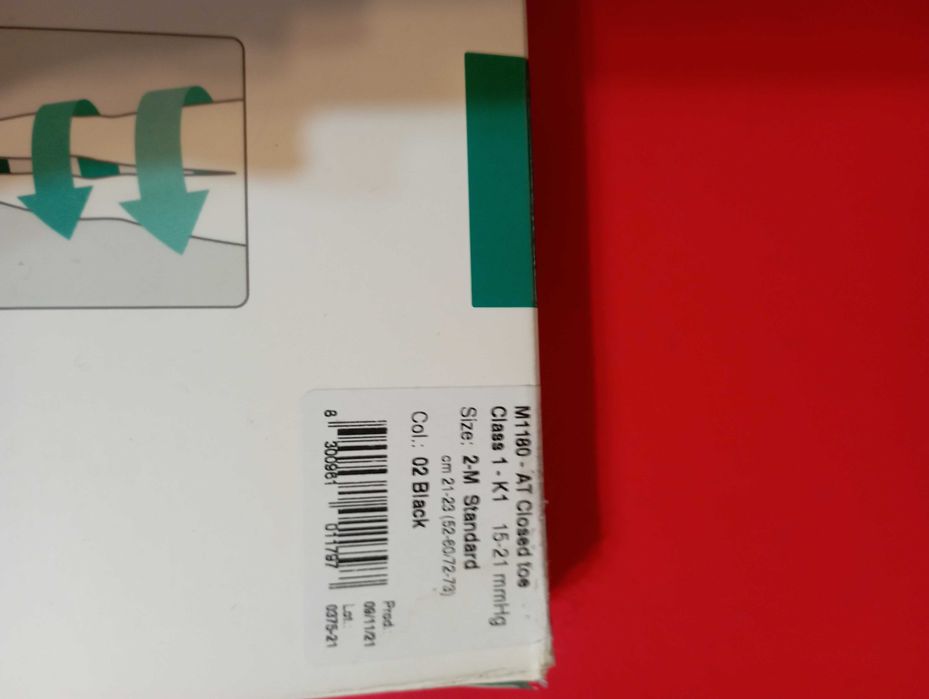 M1180 - AT Closed toe
Class 1 - K1 15-21 mmHg
Size: 2-M Standard
cm 21-23 (52-60/72-73)
Col.: 02 Black
8 300981 011797
Prod.:
09/11/21
Lot.:
0375-21